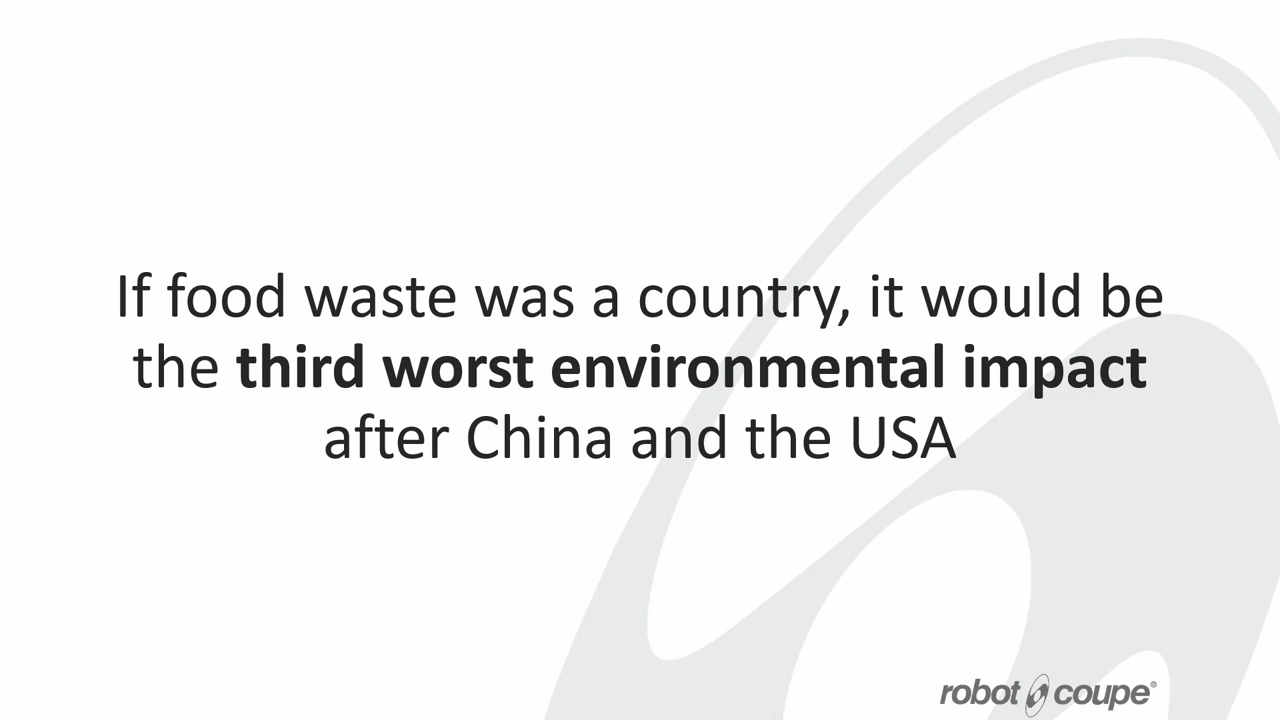 If food waste was a country, it would be
the third worst environmental impact
after China and the USA
robot coupe®